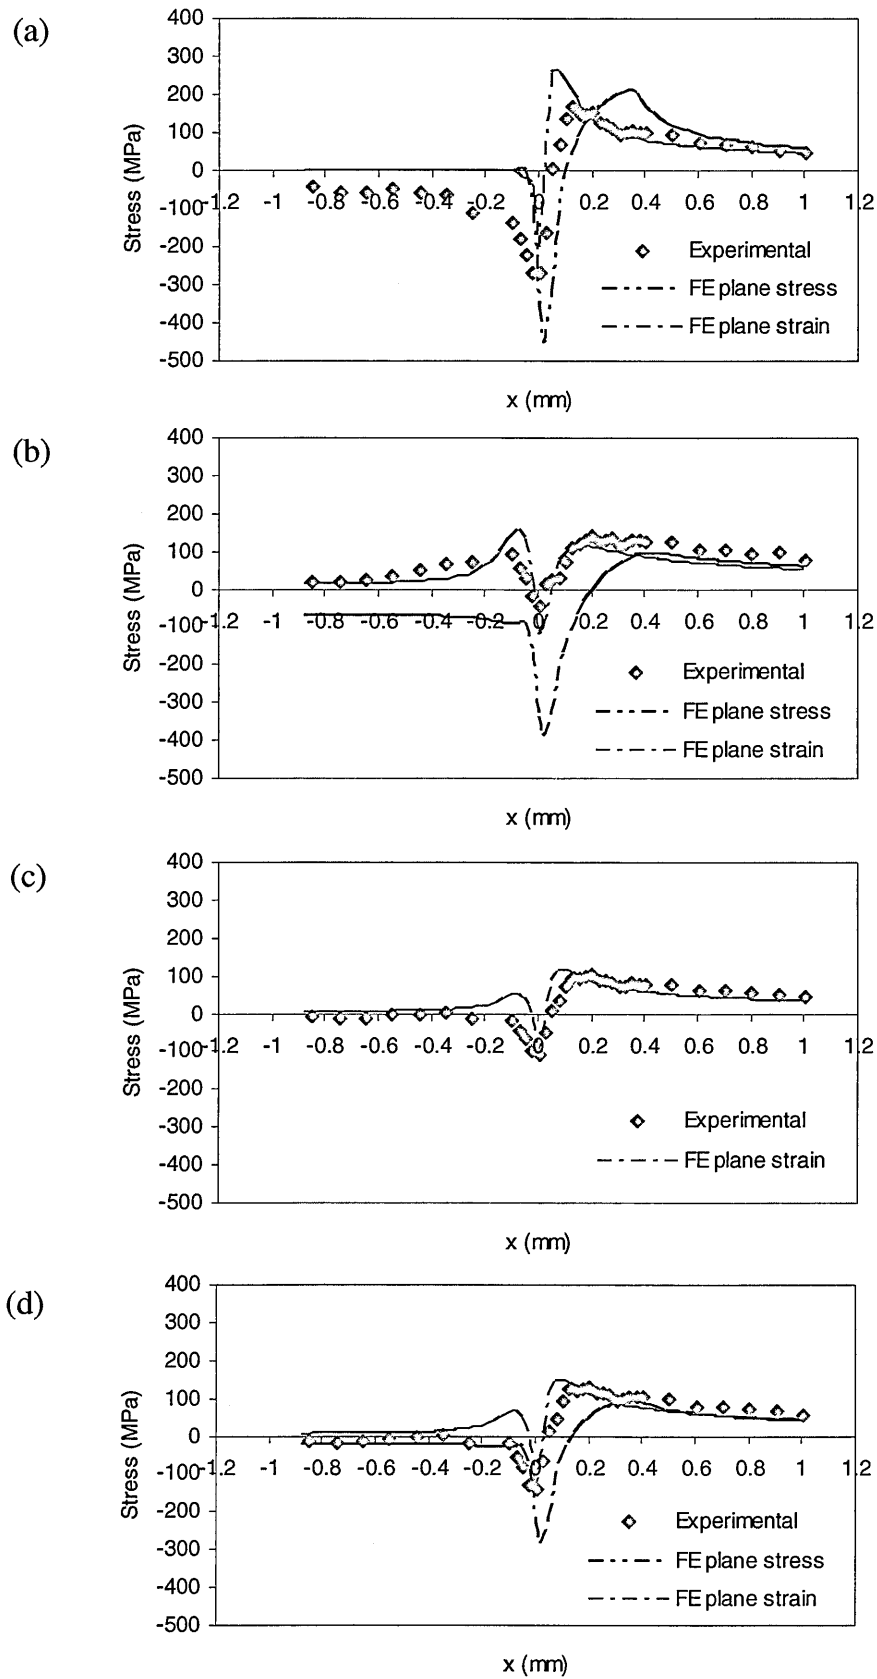 (a)
400
300
200
100
0
-100
-200
-300
-400
-500
-1.2 -1 -0.8 -0.6 -0.4 -0.2 0 0.2 0.4 0.6 0.8 1 1.2
Stress (MPa)
Experimental
FE plane stress
FE plane strain
x (mm)
(b)
400
300
200
100
0
-100
-200
-300
-400
-500
-1.2 -1 -0.8 -0.6 -0.4 -0.2 0 0.2 0.4 0.6 0.8 1 1.2
Stress (MPa)
Experimental
FE plane stress
FE plane strain
x (mm)
(c)
400
300
200
100
0
-100
-200
-300
-400
-500
-1.2 -1 -0.8 -0.6 -0.4 -0.2 0 0.2 0.4 0.6 0.8 1 1.2
Stress (MPa)
Experimental
FE plane strain
x (mm)
(d)
400
300
200
100
0
-100
-200
-300
-400
-500
-1.2 -1 -0.8 -0.6 -0.4 -0.2 0 0.2 0.4 0.6 0.8 1 1.2
Stress (MPa)
Experimental
FE plane stress
FE plane strain
x (mm)